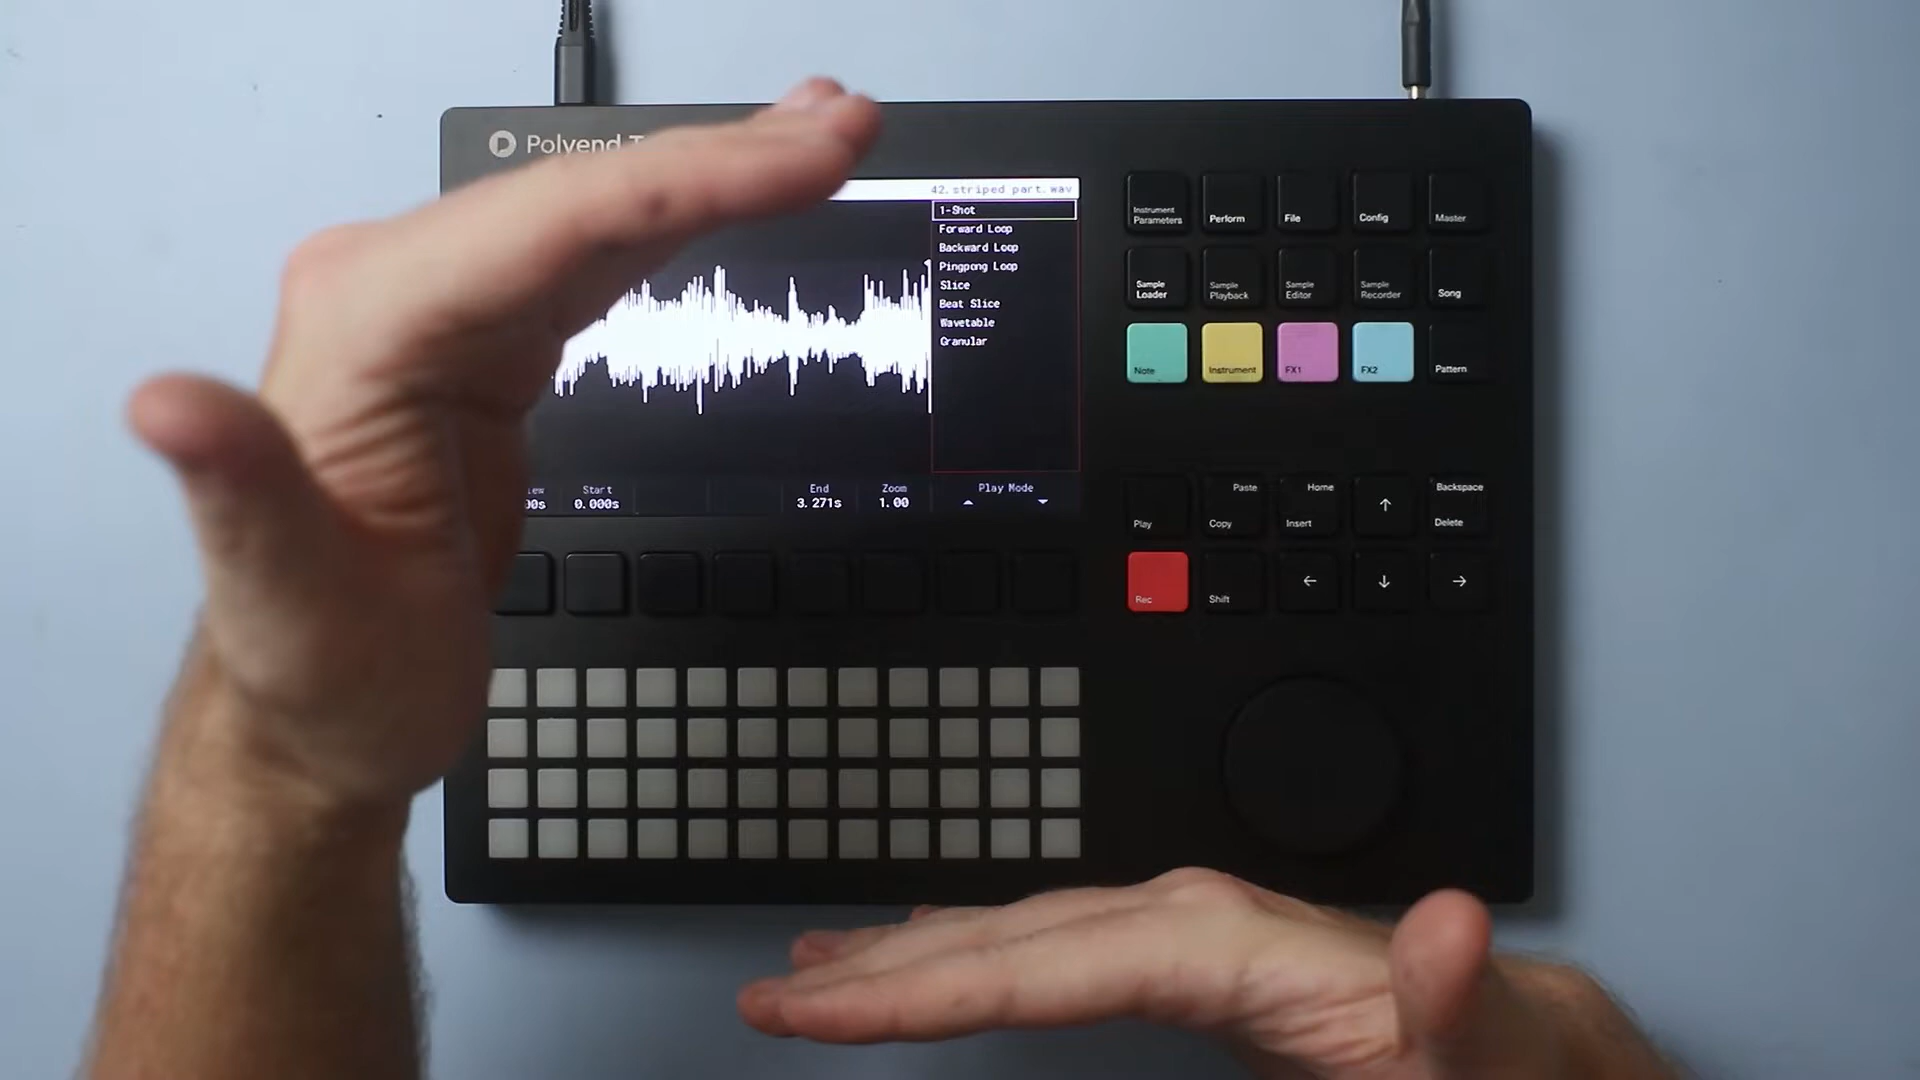 Polyend
42. striped part. wav
1-Shot
Forward Loop
Backward Loop
Pingpong Loop
Slice
Beat Slice
Wavetable
Granular
Start
End
Zoom
Play Mode
0.000s
3.271s
1.00
Instrument Parameters
Perform
File
Config
Master
Sample Loader
Sample Playback
Sample Editor
Sample Recorder
Song
Note
Instrument
FX1
FX2
Pattern
Play
Paste
Copy
Home
Insert
↑
Backspace
Delete
Rec
Shift
←
↓
→